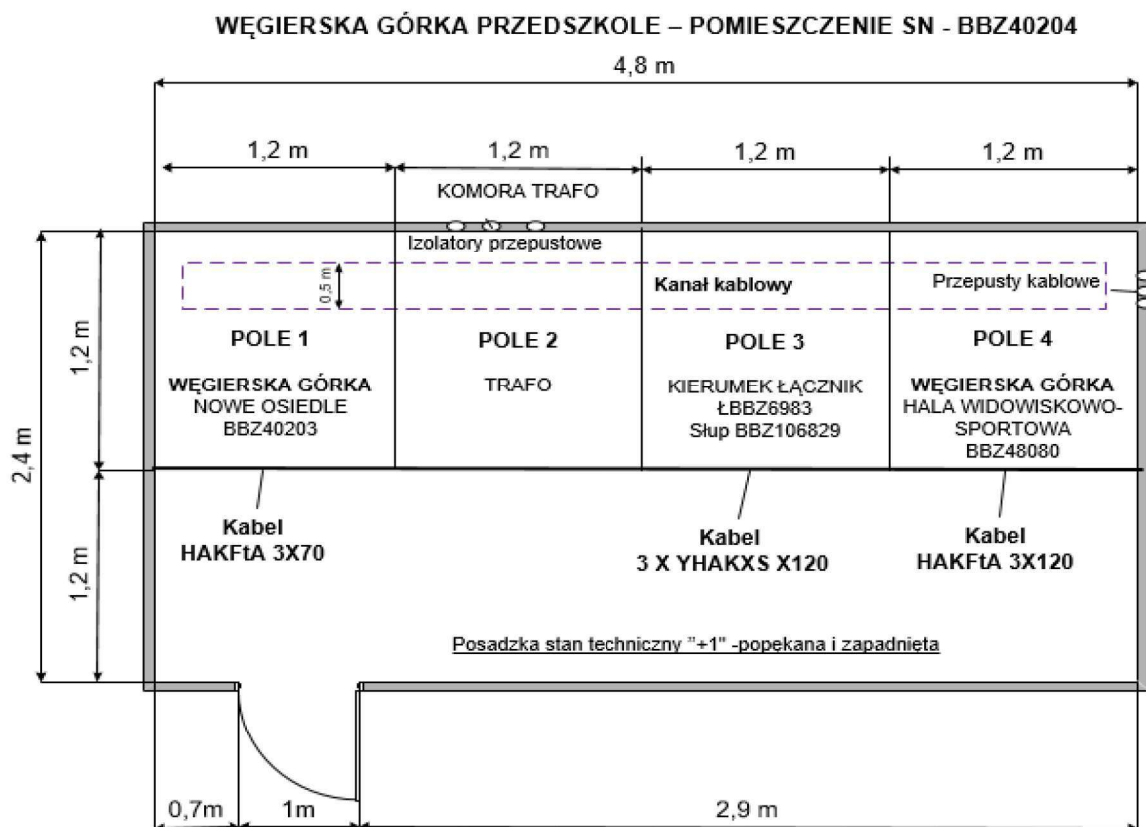 WĘGIERSKA GÓRKA PRZEDSZKOLE – POMIESZCZENIE SN - BBZ40204
4,8 m
1,2 m
1,2 m
1,2 m
1,2 m
KOMORA TRAFO
Izolatory przepustowe
0,5 m
Kanał kablowy
Przepusty kablowe
1,2 m
2,4 m
1,2 m
POLE 1
WĘGIERSKA GÓRKA
NOWE OSIEDLE
BBZ40203
POLE 2
TRAFO
POLE 3
KIERUMEK ŁĄCZNIK
ŁBBZ6983
Słup BBZ106829
POLE 4
WĘGIERSKA GÓRKA
HALA WIDOWISKOWO-
SPORTOWA
BBZ48080
Kabel
HAKFtA 3X70
Kabel
3 X YHAKXS X120
Kabel
HAKFtA 3X120
Posadzka stan techniczny "+1" -popękana i zapadnięta
0,7m
1m
2,9 m